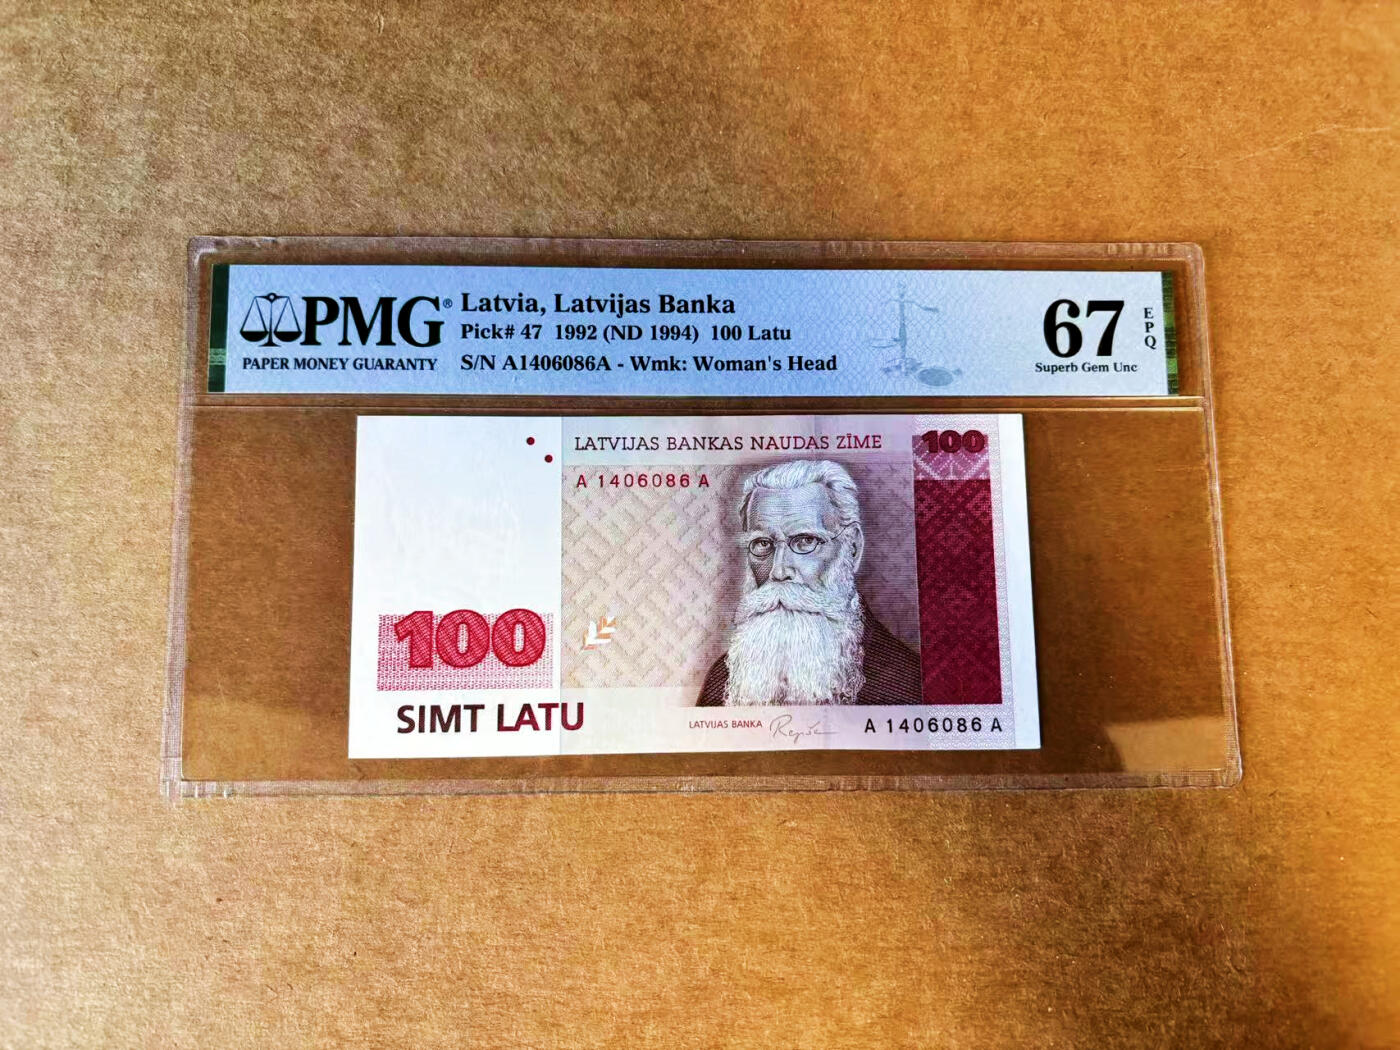 PMG®
PAPER MONEY GUARANTY
Latvia, Latvijas Banka
Pick# 47 1992 (ND 1994) 100 Latu
S/N A1406086A - Wmk: Woman's Head
67
EPQ
Superb Gem Unc
LATVIJAS BANKAS NAUDAS ZĪME
100
A 1406086 A
100
SIMT LATU
LATVIJAS BANKA
A 1406086 A